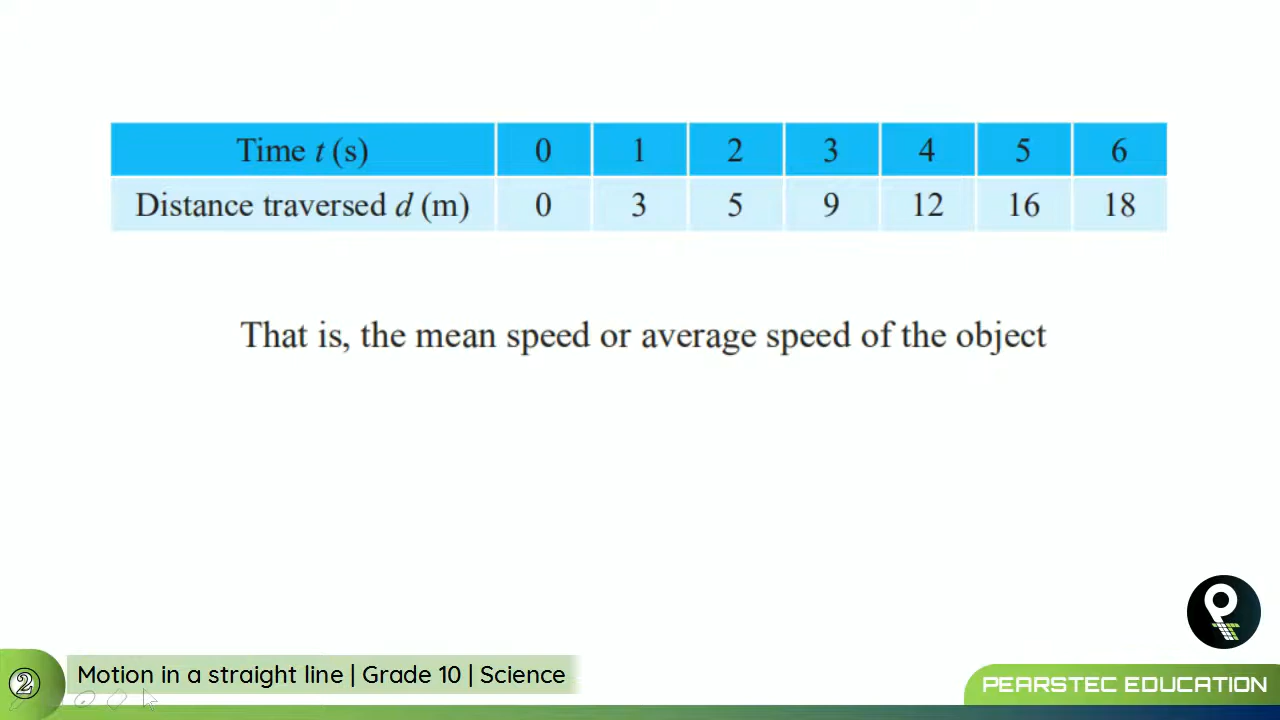 Time t (s) 0 1 2 3 4 5 6
Distance traversed d (m) 0 3 5 9 12 16 18
That is, the mean speed or average speed of the object
2 Motion in a straight line | Grade 10 | Science
PEARSTEC EDUCATION